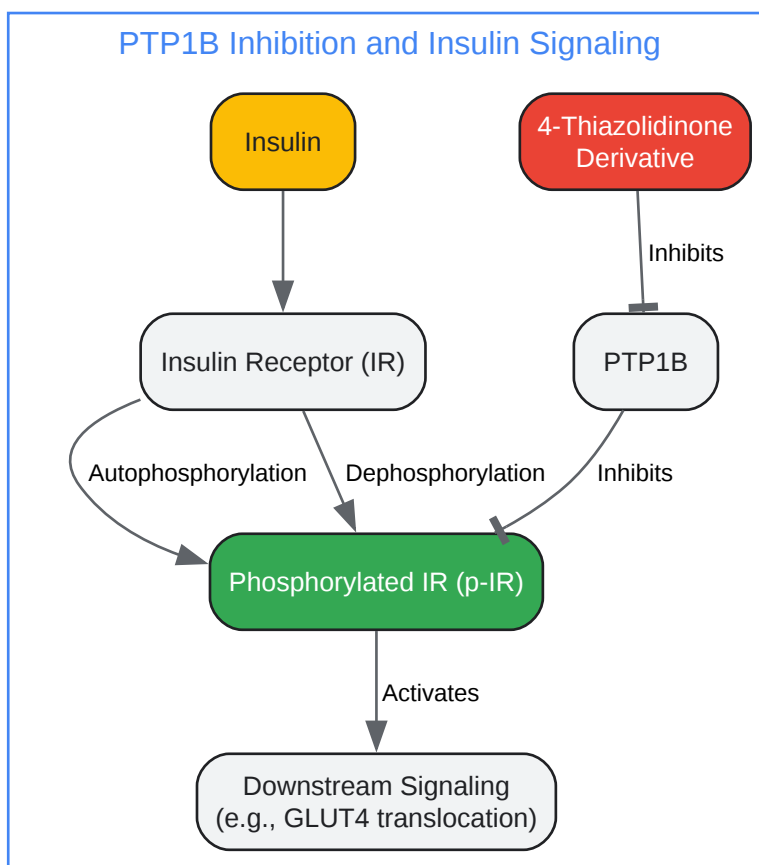 PTP1B Inhibition and Insulin Signaling
Insulin
4-Thiazolidinone
Derivative
Inhibits
Insulin Receptor (IR)
PTP1B
Autophosphorylation
Dephosphorylation
Inhibits
Phosphorylated IR (p-IR)
Activates
Downstream Signaling
(e.g., GLUT4 translocation)